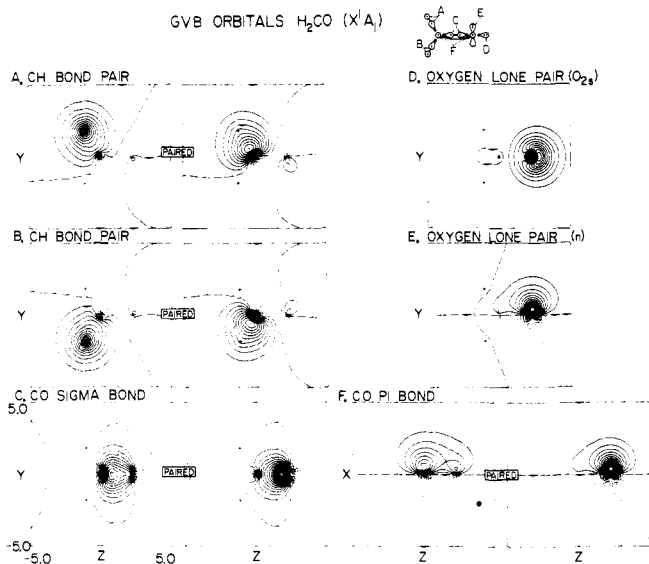 GVB ORBITALS H₂CO (X¹A₁)
A
C
E
B
F
D
A. CH BOND PAIR
D. OXYGEN LONE PAIR (O₂ₛ)
Y
PAIRED
Y
B. CH BOND PAIR
E. OXYGEN LONE PAIR (n)
Y
PAIRED
Y
C. CO SIGMA BOND
F. CO PI BOND
5.0
Y
PAIRED
X
PAIRED
-5.0
-5.0
Z
5.0
Z
Z
Z